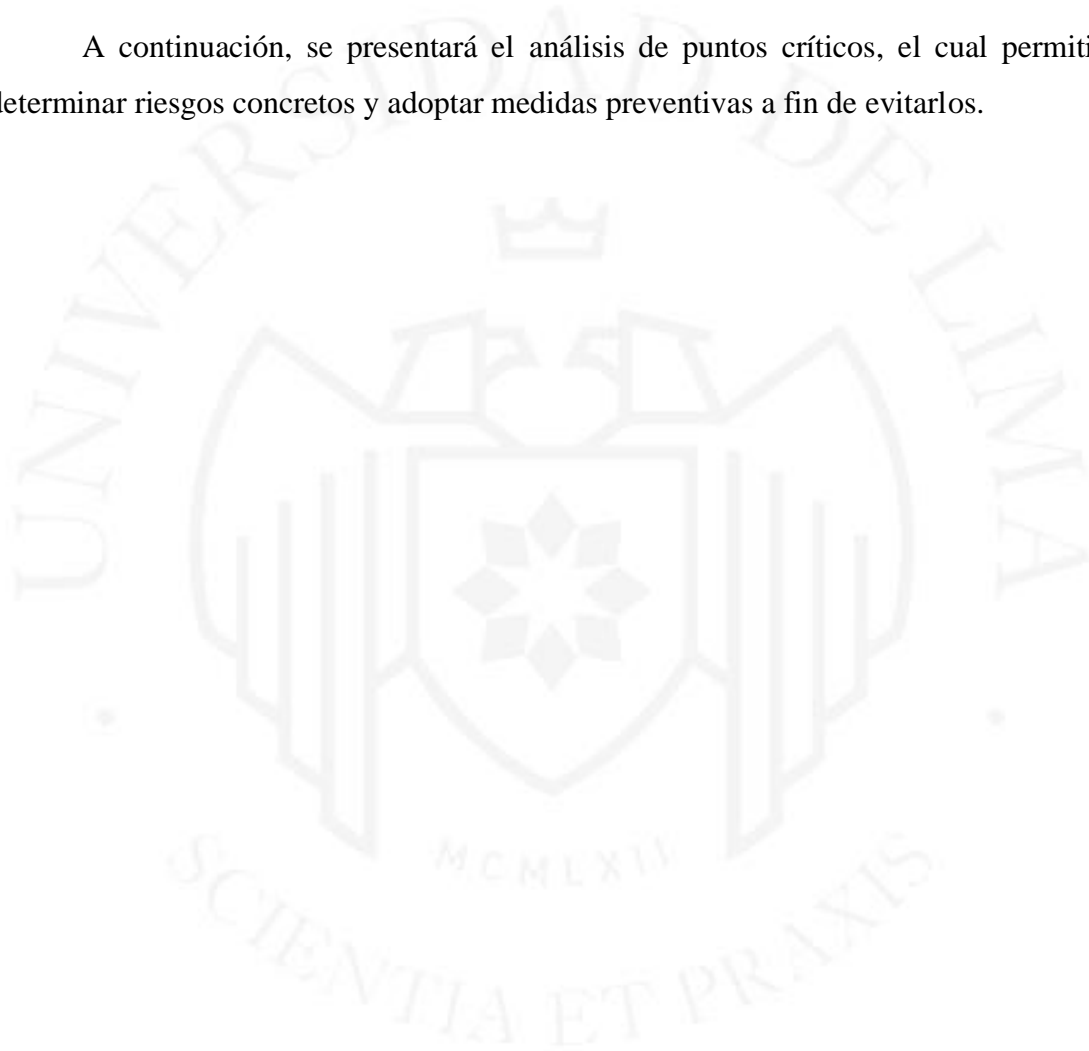 A continuación, se presentará el análisis de puntos críticos, el cual permiti
determinar riesgos concretos y adoptar medidas preventivas a fin de evitarlos.
UNIVERSIDAD DE LIMA
MCMLXII
SCIENTIA ET PRAXIS